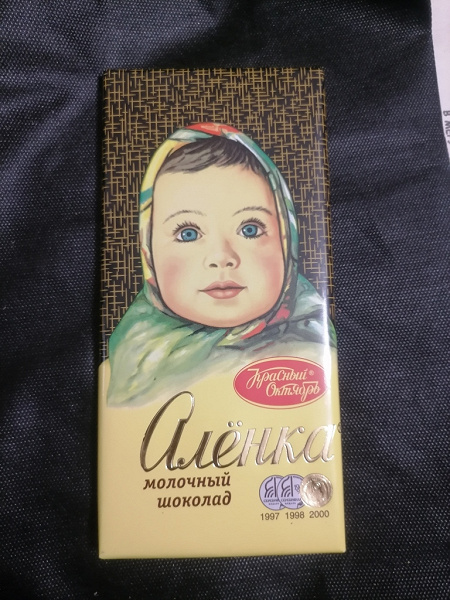 Красный®
Октябрь
Алёнка
молочный
шоколад
1997 1998 2000